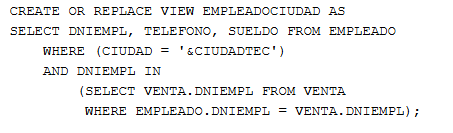 CREATE OR REPLACE VIEW EMPLEADOCIUDAD AS
SELECT DNIEMPL, TELEFONO, SUELDO FROM EMPLEADO
WHERE (CIUDAD = '&CIUDADTEC')
AND DNIEMPL IN
(SELECT VENTA.DNIEMPL FROM VENTA
WHERE EMPLEADO.DNIEMPL = VENTA.DNIEMPL);